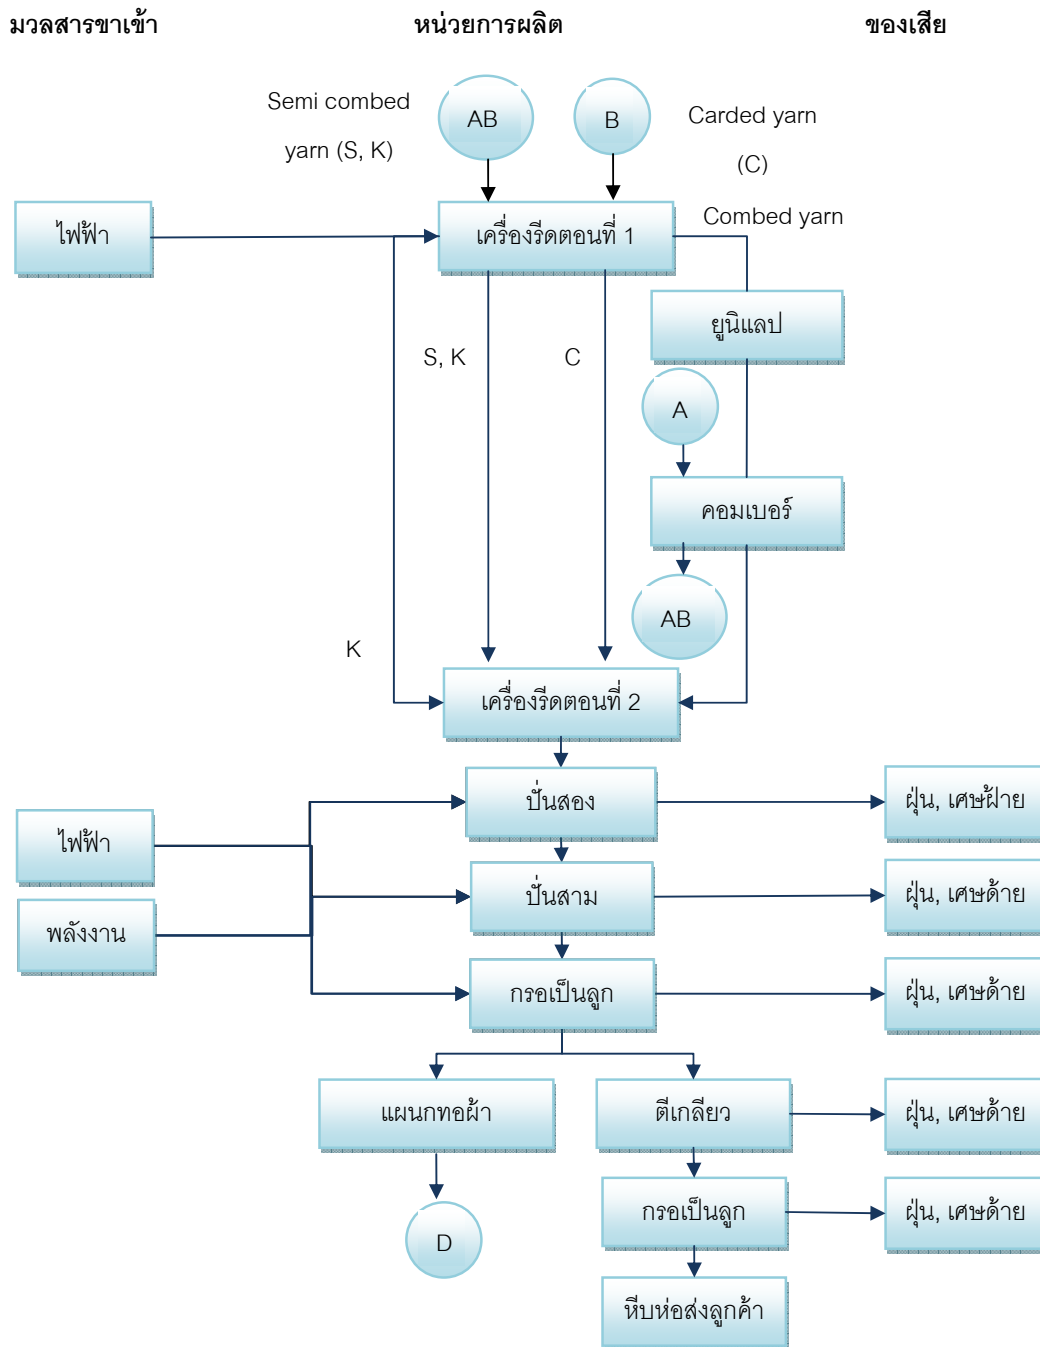 มวลสารขาเข้า
หน่วยการผลิต
ของเสีย
Semi combed
yarn (S, K)
AB
B
Carded yarn
(C)
Combed yarn
ไฟฟ้า
เครื่องรีดตอนที่ 1
ยูนิแลป
S, K
C
A
คอมเบอร์
AB
K
เครื่องรีดตอนที่ 2
ปั่นสอง
ฝุ่น, เศษฝ้าย
ไฟฟ้า
ปั่นสาม
ฝุ่น, เศษด้าย
พลังงาน
กรอเป็นลูก
ฝุ่น, เศษด้าย
แผนกทอผ้า
ตีเกลียว
ฝุ่น, เศษด้าย
กรอเป็นลูก
ฝุ่น, เศษด้าย
D
หีบห่อส่งลูกค้า